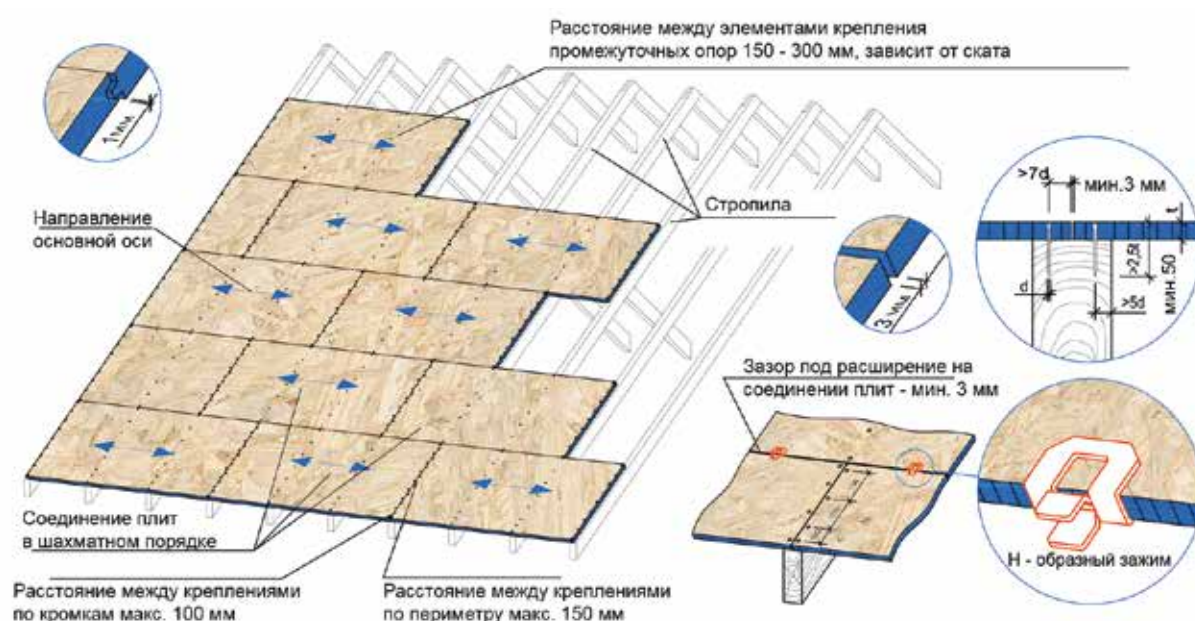 Расстояние между элементами крепления
промежуточных опор 150 - 300 мм, зависит от ската
1мм
Направление
основной оси
Стропила
3 мм
>7d
мин.3 мм
t
>2,5t
мин.50
d
>5d
Зазор под расширение на
соединении плит - мин. 3 мм
Н - образный зажим
Соединение плит
в шахматном порядке
Расстояние между креплениями
по кромкам макс. 100 мм
Расстояние между креплениями
по периметру макс. 150 мм